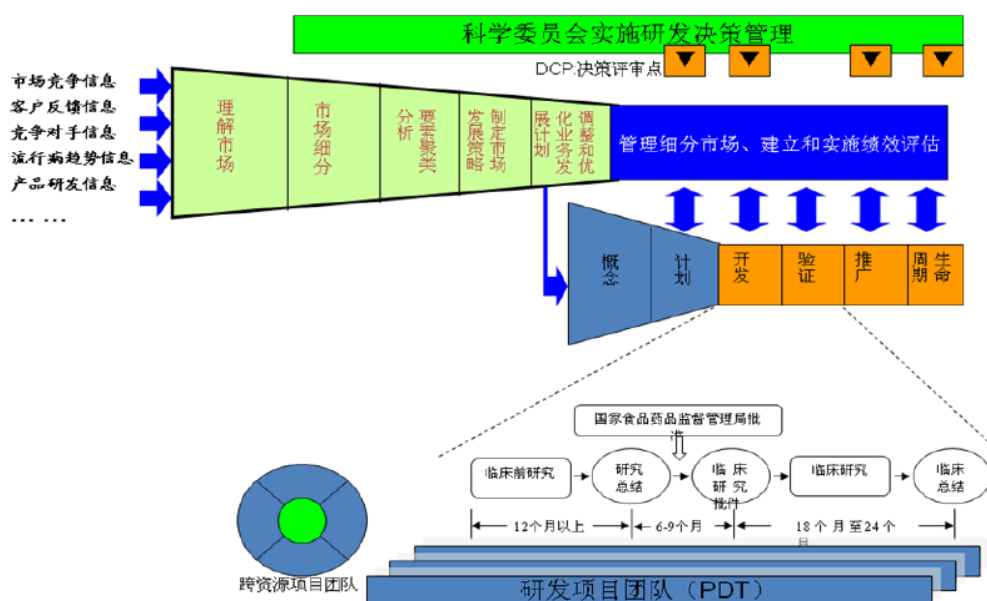 科学委员会实施研发决策管理
DCP:决策评审点
市场竞争信息
客户反馈信息
竞争对手信息
流行病趋势信息
产品研发信息
... ...
理解市场
市场细分
要素聚类
分析
制定市场
发展策略
调整和优
化业务发
展计划
管理细分市场、建立和实施绩效评估
概念
计划
开发
验证
推广
生命
周期
国家食品药品监督管理局批
准
临床前研究
研究
总结
临床
研究
批件
临床研究
临床
总结
12个月以上
6-9个月
18个月至24个
月
跨资源项目团队
研发项目团队（PDT）